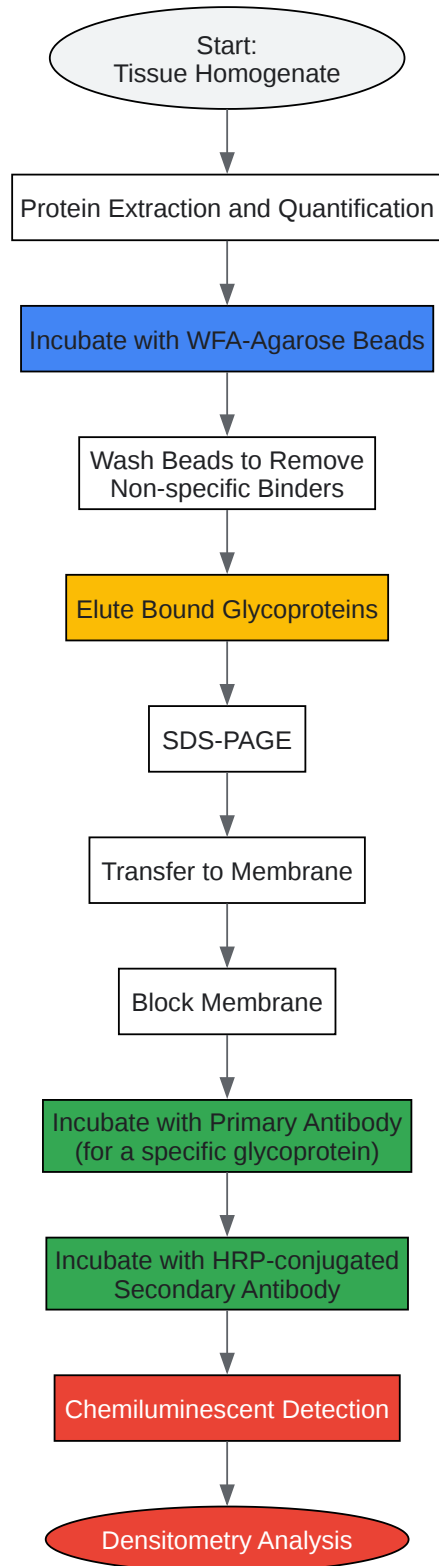 Start:
Tissue Homogenate
Protein Extraction and Quantification
Incubate with WFA-Agarose Beads
Wash Beads to Remove
Non-specific Binders
Elute Bound Glycoproteins
SDS-PAGE
Transfer to Membrane
Block Membrane
Incubate with Primary Antibody
(for a specific glycoprotein)
Incubate with HRP-conjugated
Secondary Antibody
Chemiluminescent Detection
Densitometry Analysis